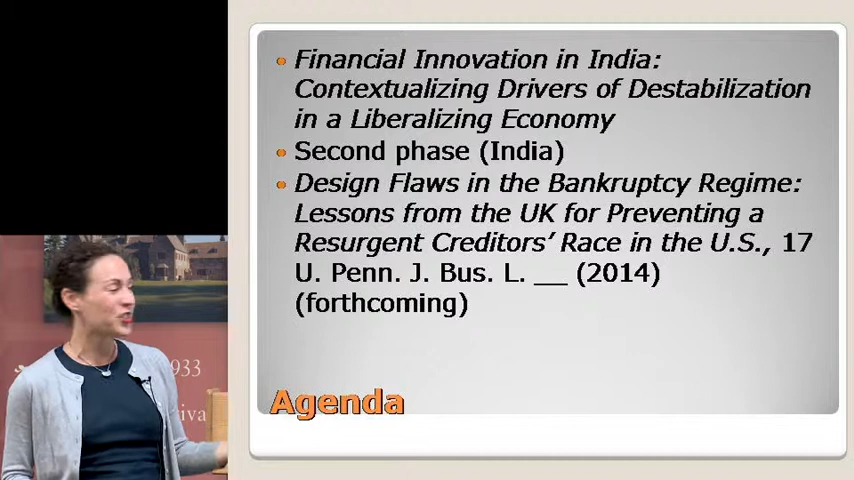 Financial Innovation in India:
Contextualizing Drivers of Destabilization
in a Liberalizing Economy
Second phase (India)
Design Flaws in the Bankruptcy Regime:
Lessons from the UK for Preventing a
Resurgent Creditors' Race in the U.S., 17
U. Penn. J. Bus. L. __ (2014)
(forthcoming)
Agenda
1933
iva